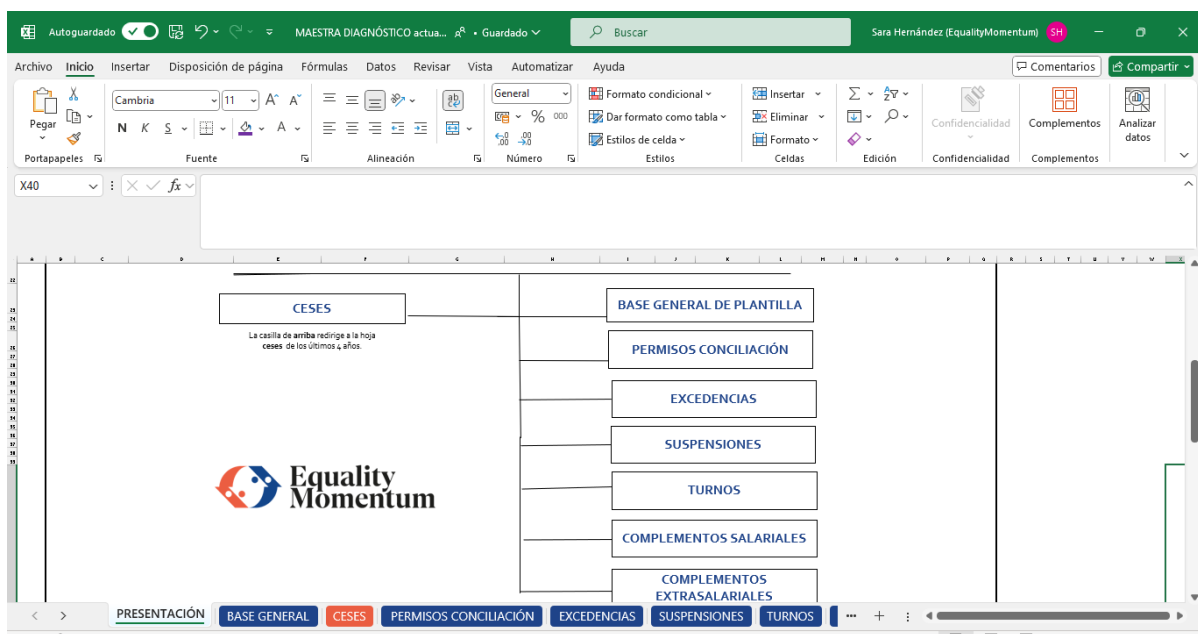 Autoguardado
MAESTRA DIAGNÓSTICO actua... • Guardado
Buscar
Sara Hernández (EqualityMomentum) SH
Archivo Inicio Insertar Disposición de página Fórmulas Datos Revisar Vista Automatizar Ayuda
Comentarios Compartir
Pegar
Cambria 11
N K S
General
% 000
Formato condicional
Dar formato como tabla
Estilos de celda
Insertar
Eliminar
Formato
Confidencialidad
Complementos
Analizar datos
Portapapeles Fuente Alineación Número Estilos Celdas Edición Confidencialidad Complementos
X40 fx
CESES
La casilla de arriba redirige a la hoja
ceses de los últimos 4 años.
BASE GENERAL DE PLANTILLA
PERMISOS CONCILIACIÓN
EXCEDENCIAS
SUSPENSIONES
TURNOS
COMPLEMENTOS SALARIALES
COMPLEMENTOS
EXTRASALARIALES
Equality
Momentum
PRESENTACIÓN BASE GENERAL CESES PERMISOS CONCILIACIÓN EXCEDENCIAS SUSPENSIONES TURNOS